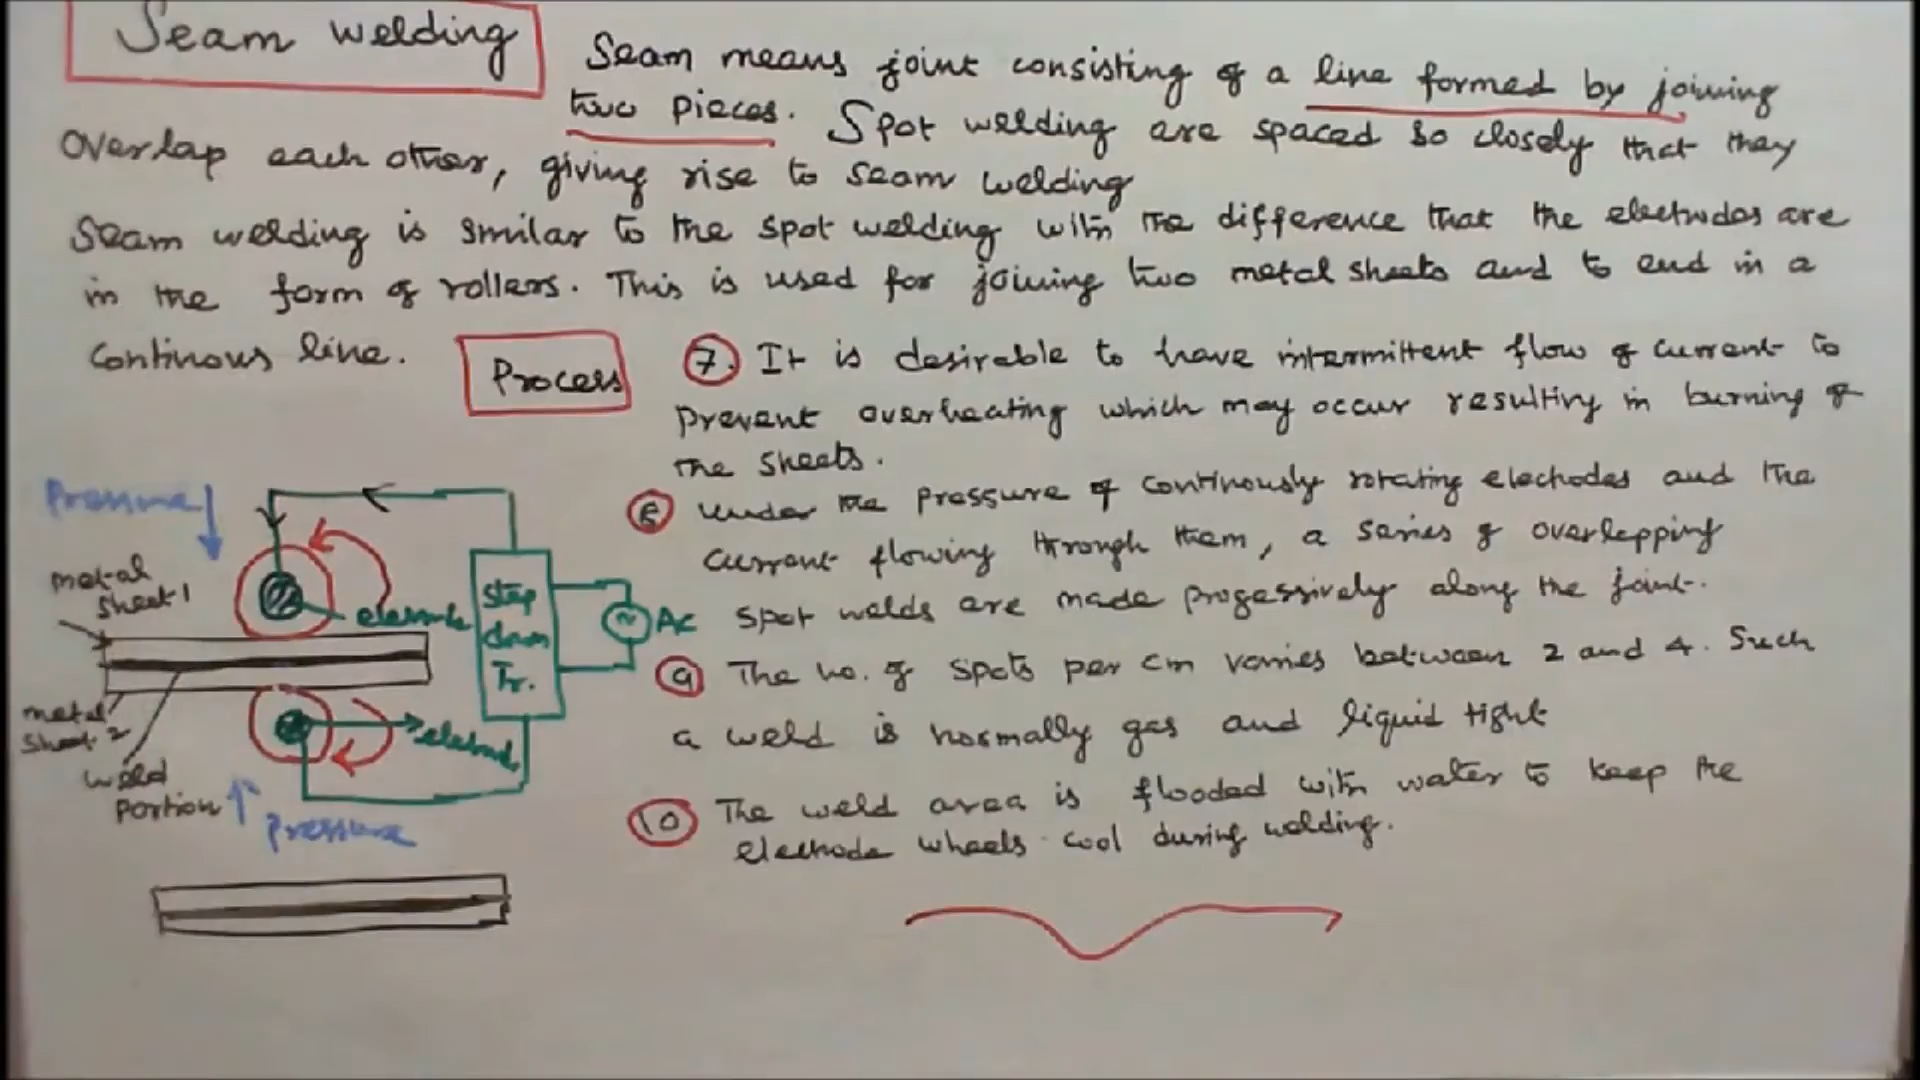 Seam welding
Seam means joint consisting of a line formed by joining
two pieces. Spot welding are spaced so closely that they
overlap each other, giving rise to seam welding
Seam welding is smilar to the spot welding with the difference that the electrodes are
in the form of rollers. This is used for joining two metal sheets and to end in a
continous line.
Process
7. It is desirable to have intermittent flow of current to
prevent overheating which may occur resulting in burning of
the sheets.
8 Under the pressure of continously rotating electrodes and the
current flowing through them, a series of overlapping
spot welds are made progessively along the joint.
9 The no. of spots per cm varies between 2 and 4. Such
a weld is normally gas and liquid tight
10 The weld area is flooded with water to keep the
electrode wheels cool during welding.
Pressure
metal
sheet 1
electrode
Step
down
Tr.
~
AC
metal
sheet 2
electrode
weld
portion
Pressure